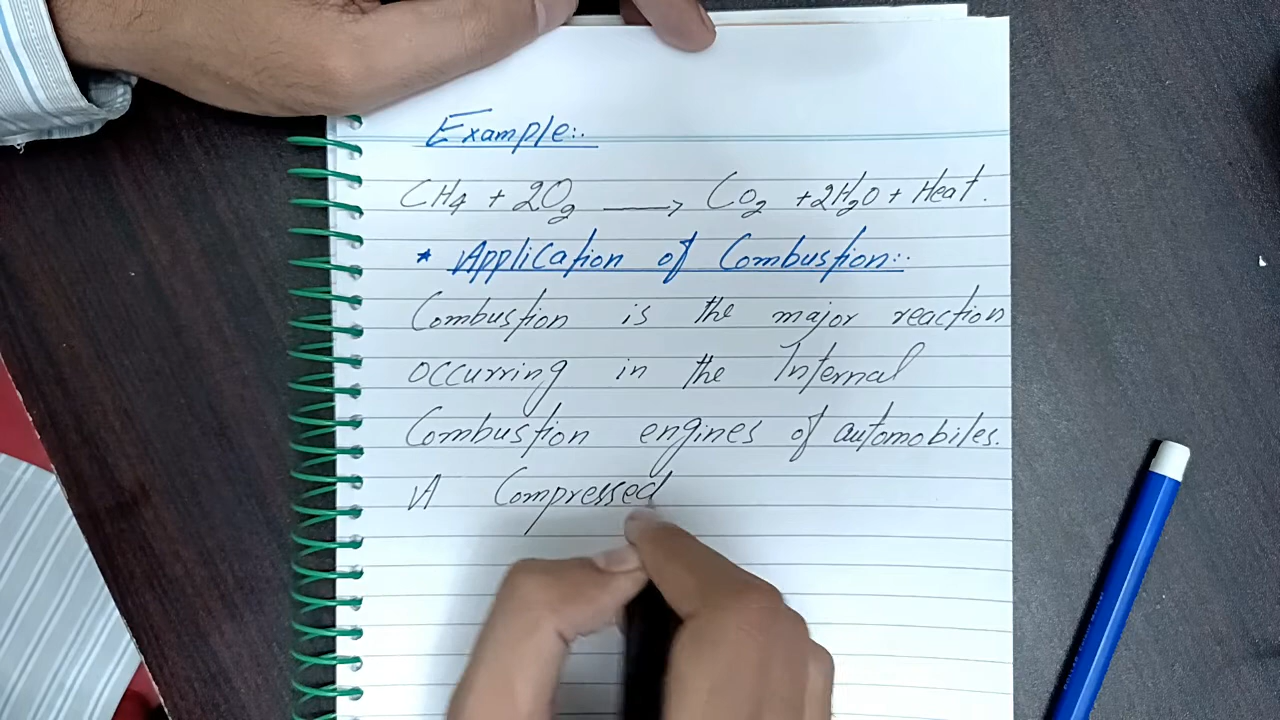 Example:.
CH4 + 2O2 ⟶ CO2 + 2H2O + Heat.
* Application of Combustion:.
Combustion is the major reaction
occurring in the Internal
Combustion engines of automobiles.
A Compressed